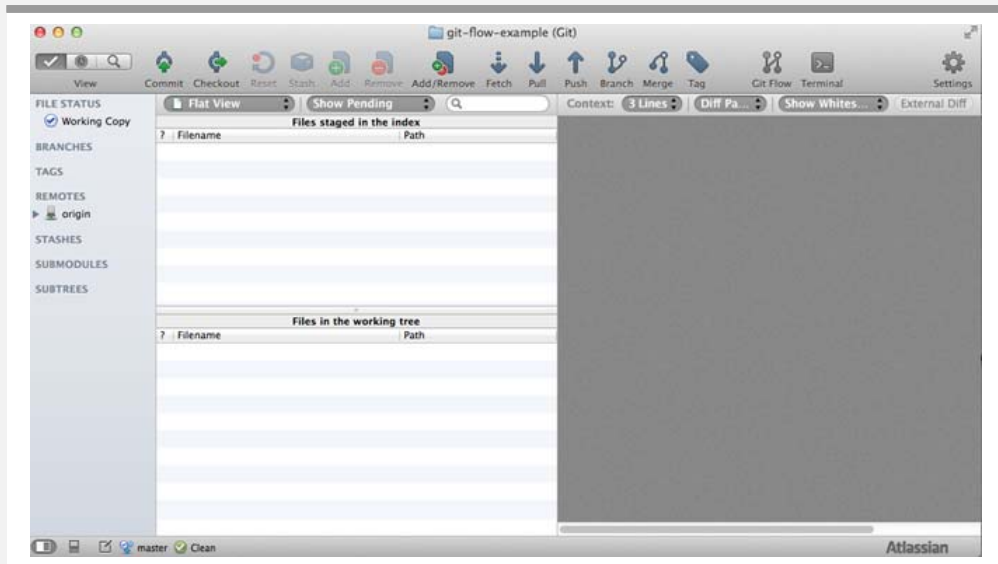 git-flow-example (Git)
View Commit Checkout Reset Stash Add Remove Add/Remove Fetch Pull Push Branch Merge Tag Git Flow Terminal Settings
FILE STATUS
Working Copy
BRANCHES
TAGS
REMOTES
origin
STASHES
SUBMODULES
SUBTREES
Flat View Show Pending
Files staged in the index
? Filename Path
Files in the working tree
? Filename Path
Context: 3 Lines Diff Pa... Show Whites... External Diff
master Clean
Atlassian